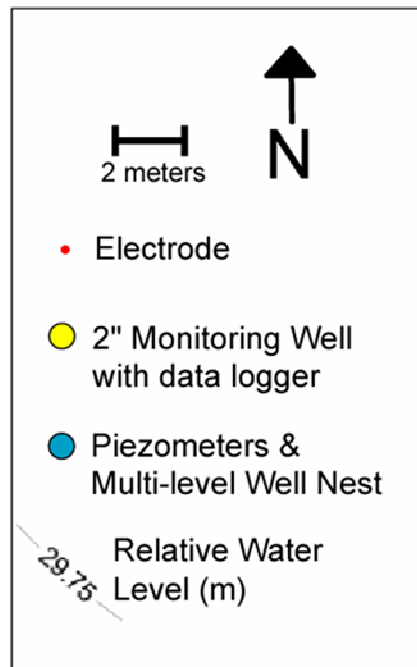 N
2 meters
Electrode
2" Monitoring Well
with data logger
Piezometers &
Multi-level Well Nest
29.75
Relative Water
Level (m)